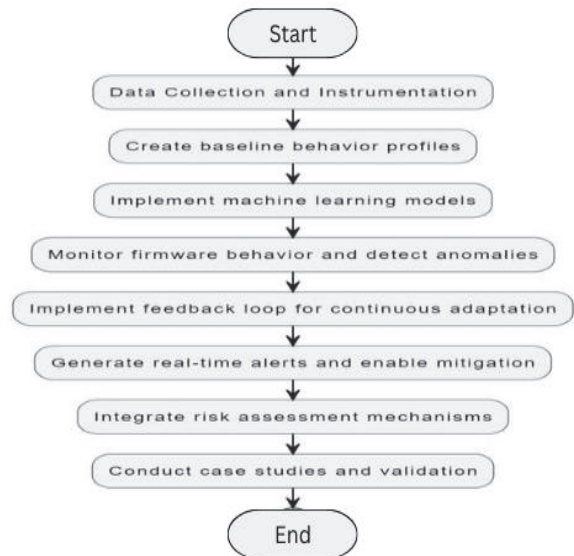 Start
Data Collection and Instrumentation
Create baseline behavior profiles
Implement machine learning models
Monitor firmware behavior and detect anomalies
Implement feedback loop for continuous adaptation
Generate real-time alerts and enable mitigation
Integrate risk assessment mechanisms
Conduct case studies and validation
End